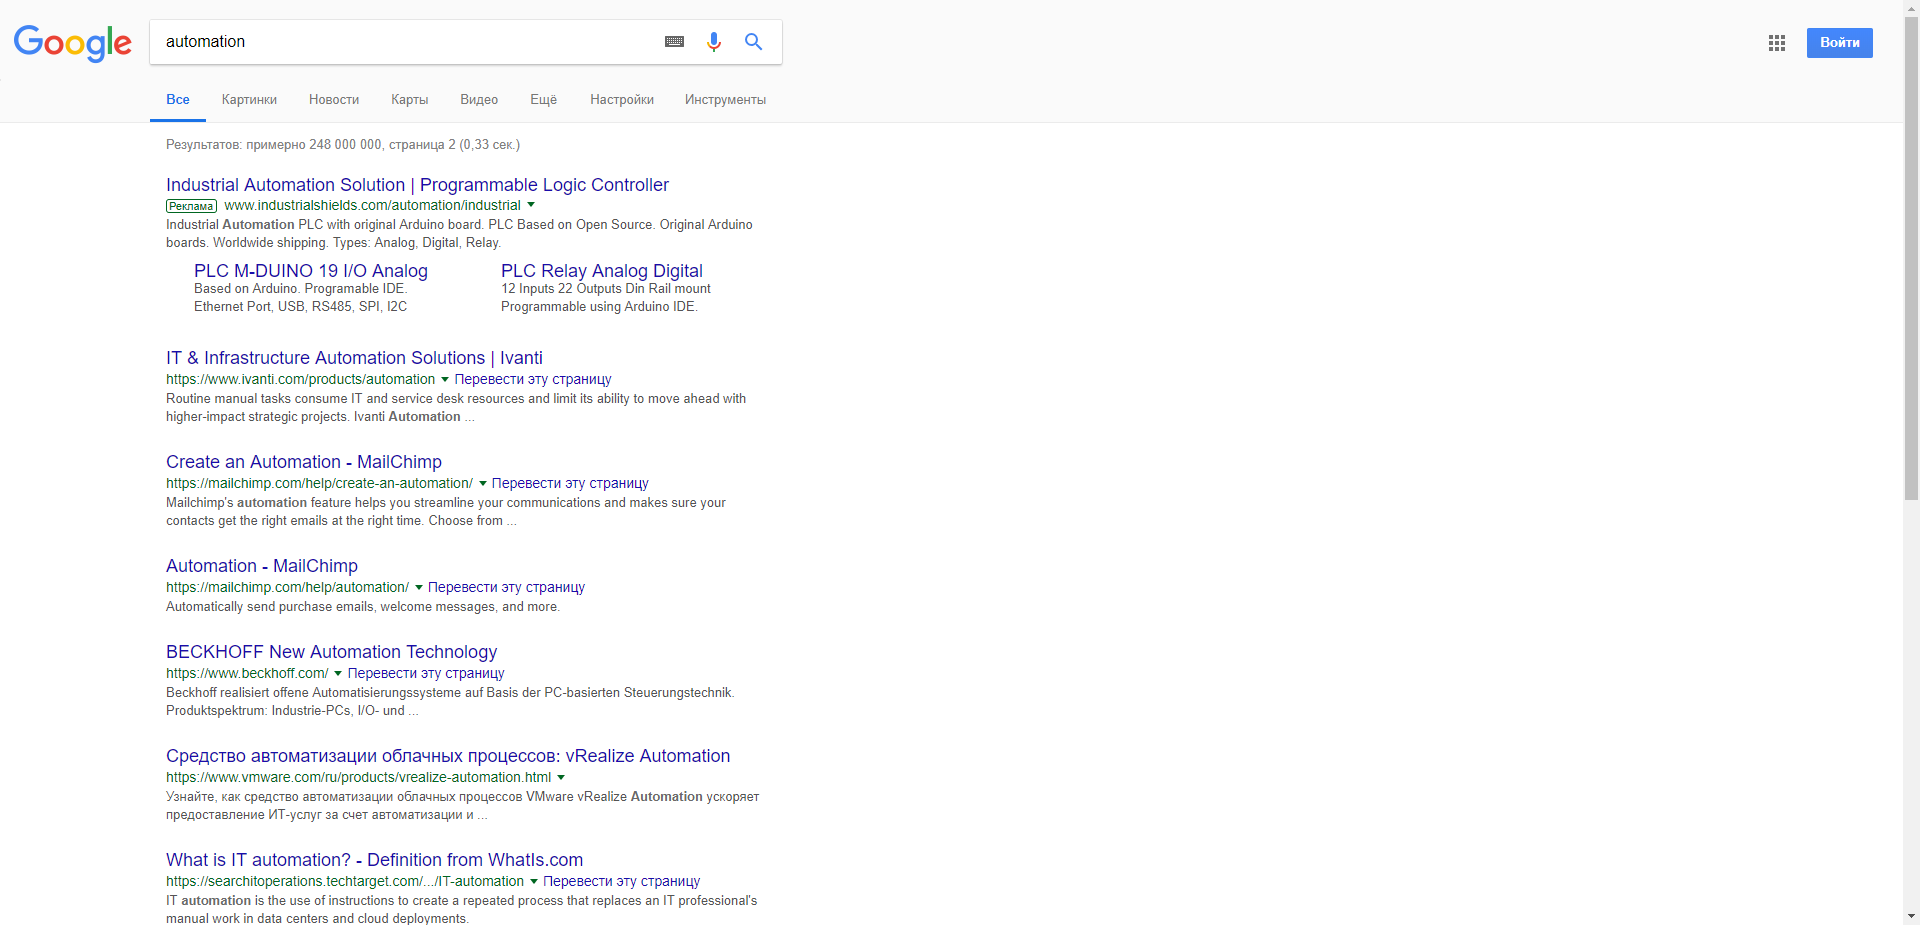 Google
automation
Войти
Все Картинки Новости Карты Видео Ещё Настройки Инструменты
Результатов: примерно 248 000 000, страница 2 (0,33 сек.)
Industrial Automation Solution | Programmable Logic Controller
Реклама www.industrialshields.com/automation/industrial
Industrial Automation PLC with original Arduino board. PLC Based on Open Source. Original Arduino
boards. Worldwide shipping. Types: Analog, Digital, Relay.
PLC M-DUINO 19 I/O Analog
Based on Arduino. Programable IDE.
Ethernet Port, USB, RS485, SPI, I2C
PLC Relay Analog Digital
12 Inputs 22 Outputs Din Rail mount
Programmable using Arduino IDE.
IT & Infrastructure Automation Solutions | Ivanti
https://www.ivanti.com/products/automation Перевести эту страницу
Routine manual tasks consume IT and service desk resources and limit its ability to move ahead with
higher-impact strategic projects. Ivanti Automation ...
Create an Automation - MailChimp
https://mailchimp.com/help/create-an-automation/ Перевести эту страницу
Mailchimp's automation feature helps you streamline your communications and makes sure your
contacts get the right emails at the right time. Choose from ...
Automation - MailChimp
https://mailchimp.com/help/automation/ Перевести эту страницу
Automatically send purchase emails, welcome messages, and more.
BECKHOFF New Automation Technology
https://www.beckhoff.com/ Перевести эту страницу
Beckhoff realisiert offene Automatisierungssysteme auf Basis der PC-basierten Steuerungstechnik.
Produktspektrum: Industrie-PCs, I/O- und ...
Средство автоматизации облачных процессов: vRealize Automation
https://www.vmware.com/ru/products/vrealize-automation.html
Узнайте, как средство автоматизации облачных процессов VMware vRealize Automation ускоряет
предоставление ИТ-услуг за счет автоматизации и ...
What is IT automation? - Definition from WhatIs.com
https://searchitoperations.techtarget.com/.../IT-automation Перевести эту страницу
IT automation is the use of instructions to create a repeated process that replaces an IT professional's
manual work in data centers and cloud deployments.